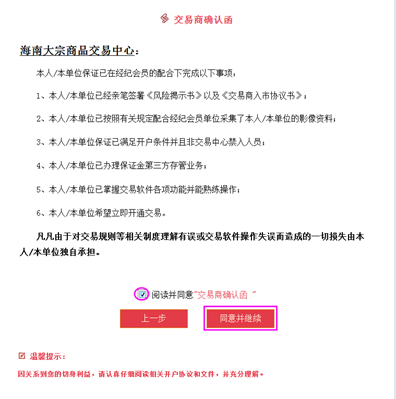 交易商确认函
海南大宗商品交易中心：
本人/本单位保证已在经纪会员的配合下完成以下事项：
1、本人/本单位已经亲笔签署《风险揭示书》以及《交易商入市协议书》；
2、本人/本单位已按照有关规定配合经纪会员单位采集了本人/本单位的影像资料；
3、本人/本单位保证已满足开户条件并且非交易中心禁入人员；
4、本人/本单位已办理保证金第三方存管业务；
5、本人/本单位已掌握交易软件各项功能并能熟练操作；
6、本人/本单位希望立即开通交易。
凡凡由于对交易规则等相关制度理解有误或交易软件操作失误而造成的一切损失由本
人/本单位独自承担。
阅读并同意"交易商确认函 "
上一步 同意并继续
温馨提示：
因关系到您的切身利益，请认真仔细阅读相关开户协议和文件，并充分理解。